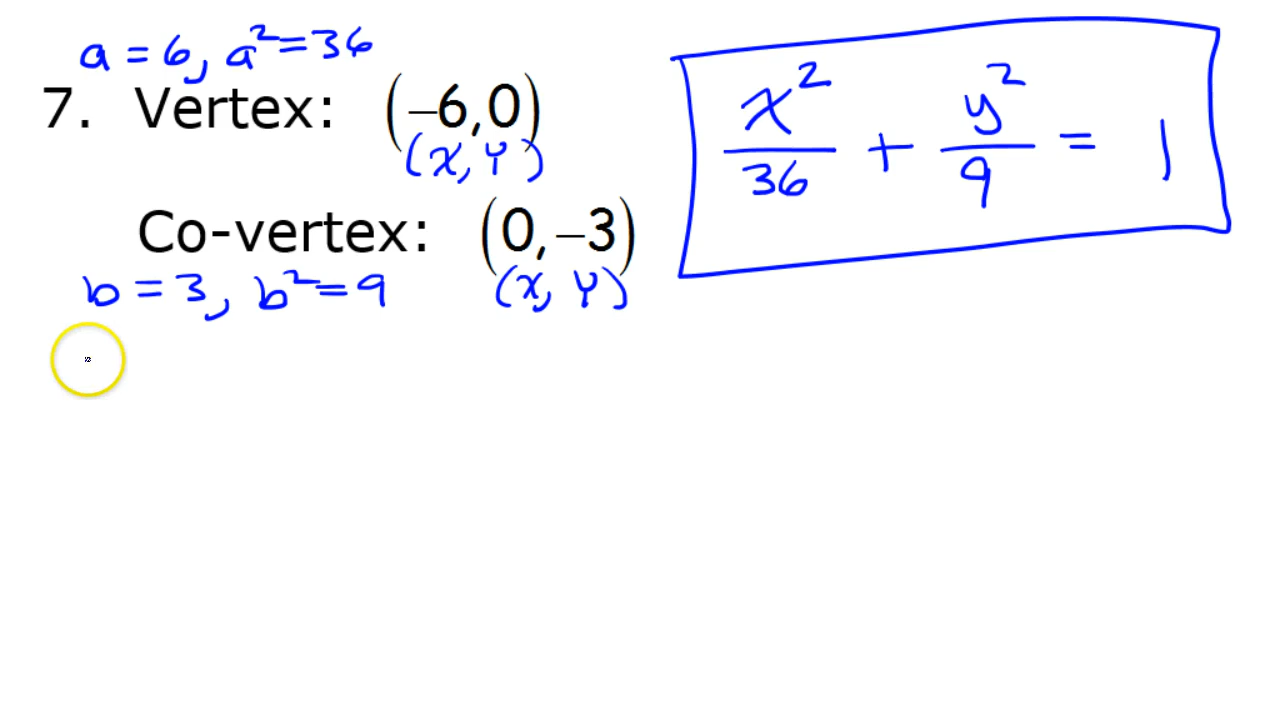 a = 6, a² = 36
7. Vertex: (−6,0)
(X, Y)
Co-vertex: (0,−3)
b = 3, b² = 9 (X, Y)
x²/36 + y²/9 = 1